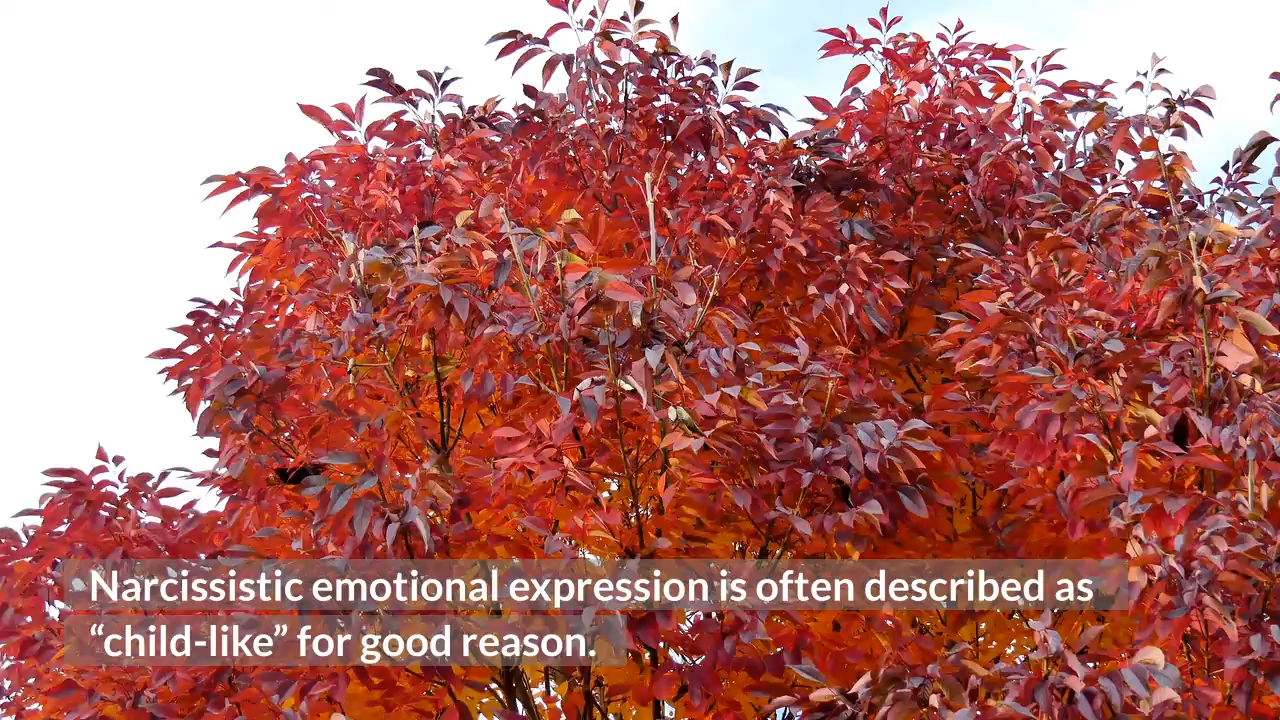 Narcissistic emotional expression is often described as
“child-like” for good reason.